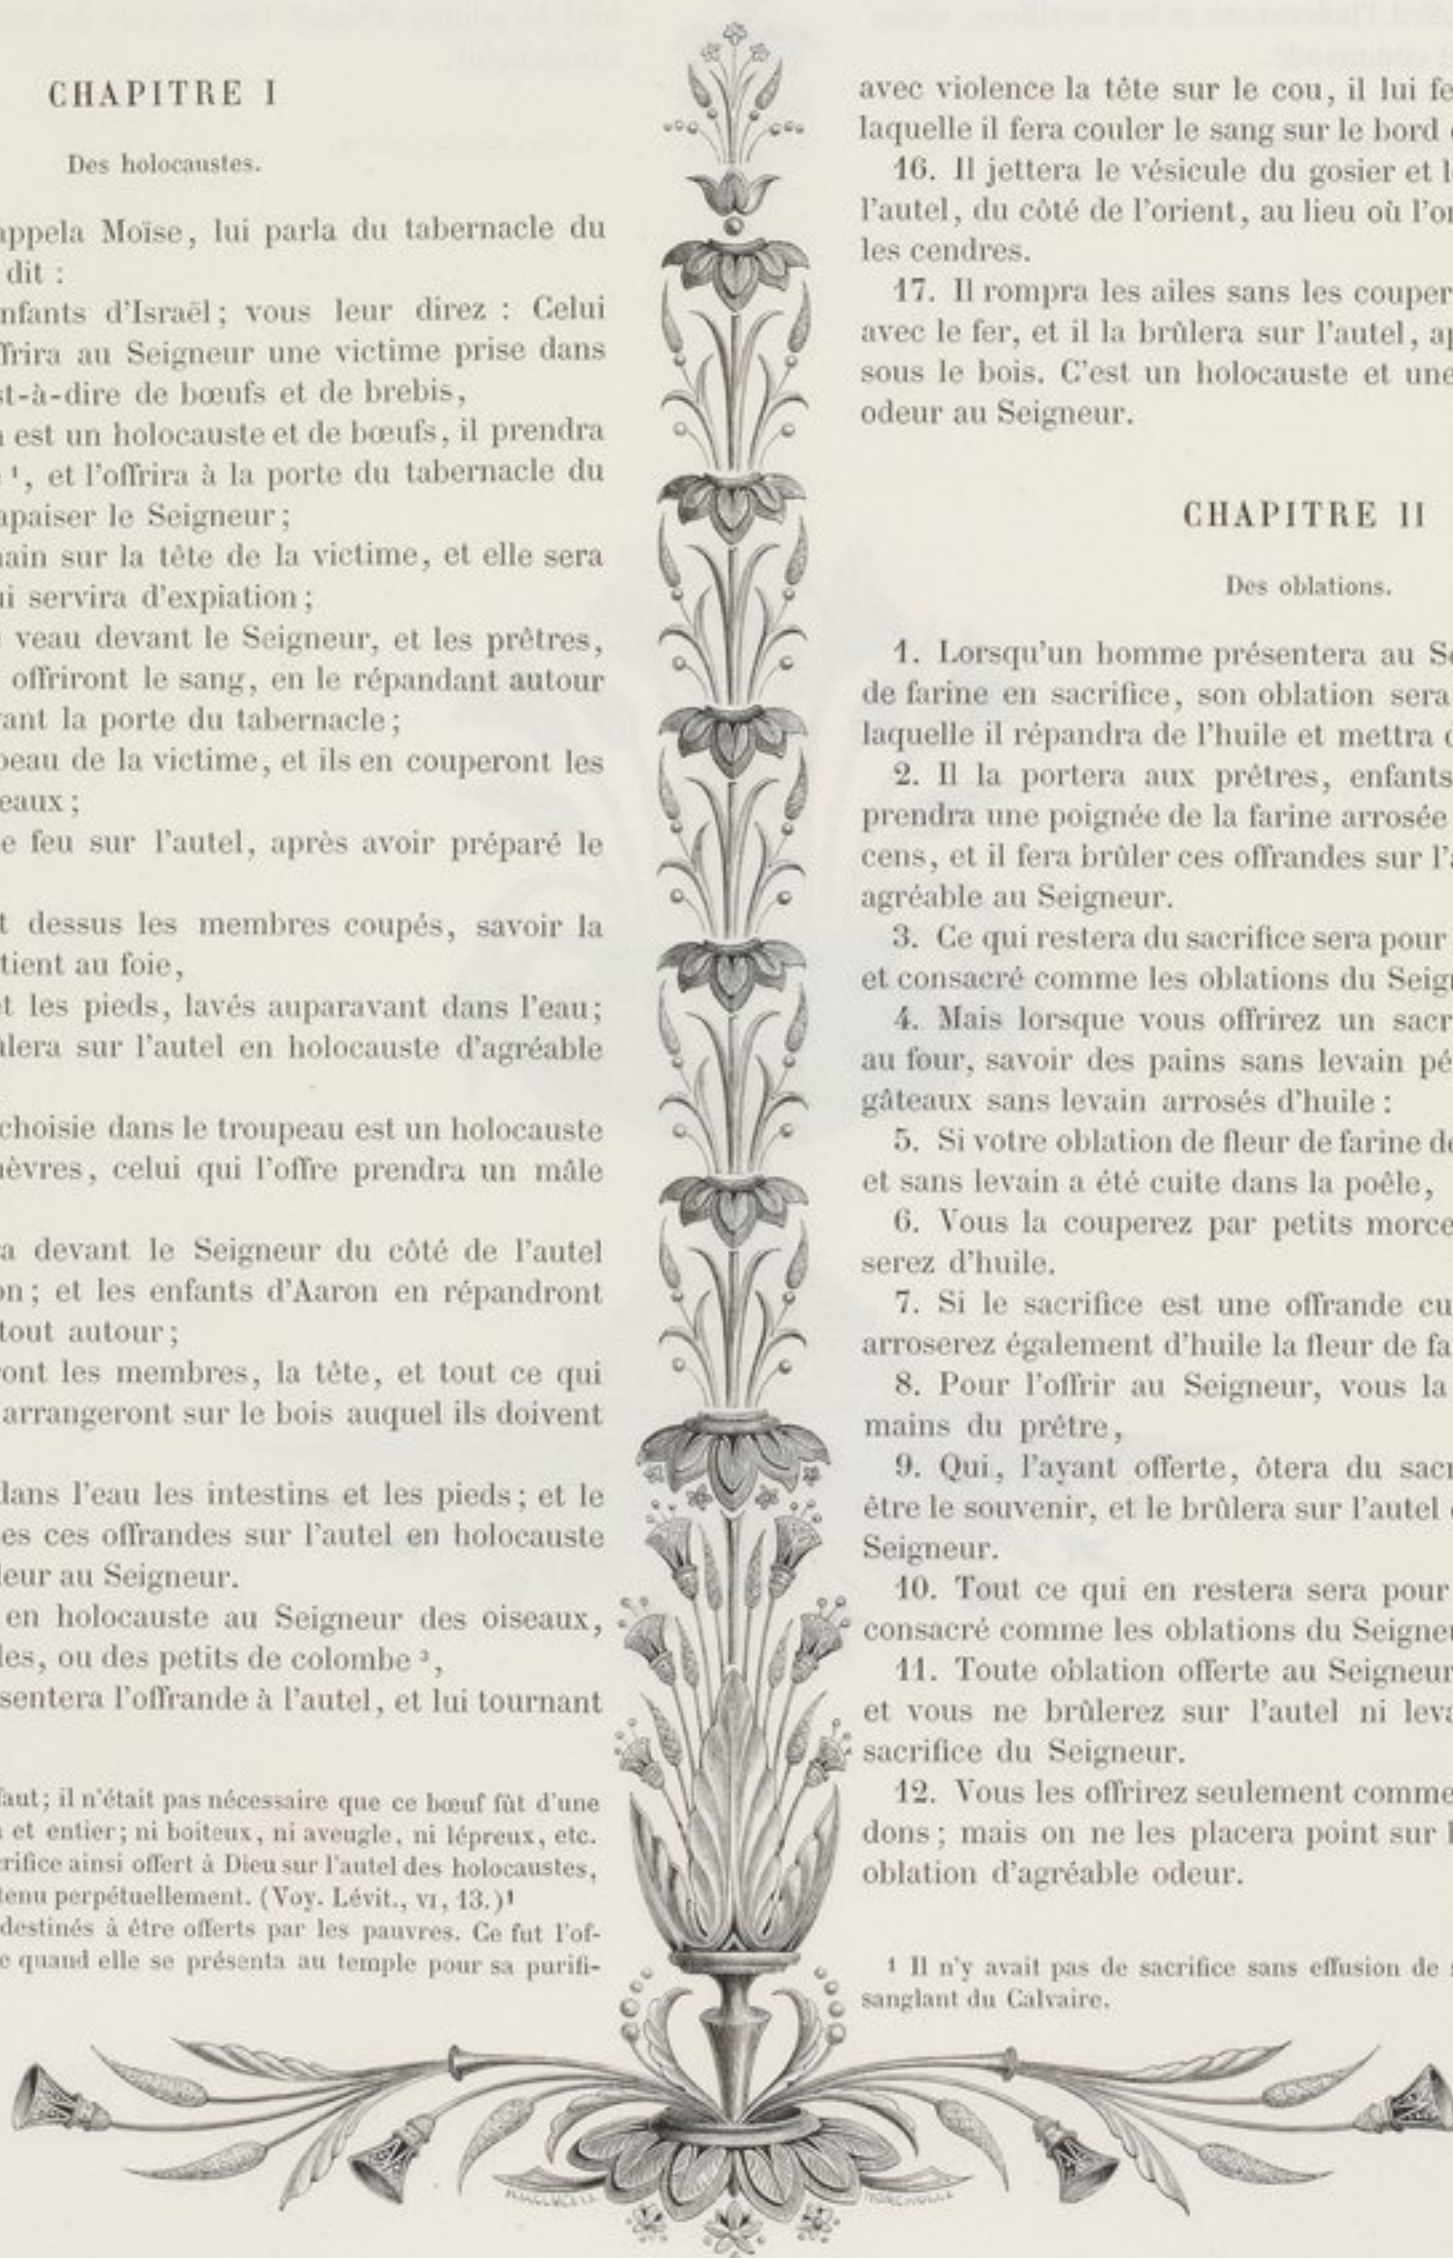 CHAPITRE I
Des holocaustes.
appela Moïse, lui parla du tabernacle du
dit :
nfants d'Israël; vous leur direz : Celui
ffrira au Seigneur une victime prise dans
st-à-dire de bœufs et de brebis,
est un holocauste et de bœufs, il prendra
¹, et l'offrira à la porte du tabernacle du
apaiser le Seigneur;
ain sur la tête de la victime, et elle sera
ui servira d'expiation;
veau devant le Seigneur, et les prêtres,
offriront le sang, en le répandant autour
vant la porte du tabernacle;
peau de la victime, et ils en couperont les
eaux;
e feu sur l'autel, après avoir préparé le
t dessus les membres coupés, savoir la
tient au foie,
et les pieds, lavés auparavant dans l'eau;
ûlera sur l'autel en holocauste d'agréable
choisie dans le troupeau est un holocauste
hèvres, celui qui l'offre prendra un mâle
ra devant le Seigneur du côté de l'autel
on; et les enfants d'Aaron en répandront
tout autour;
ront les membres, la tête, et tout ce qui
arrangeront sur le bois auquel ils doivent
dans l'eau les intestins et les pieds; et le
es ces offrandes sur l'autel en holocauste
deur au Seigneur.
en holocauste au Seigneur des oiseaux,
les, ou des petits de colombe ³,
sentera l'offrande à l'autel, et lui tournant
faut; il n'était pas nécessaire que ce bœuf fût d'une
et entier; ni boiteux, ni aveugle, ni lépreux, etc.
crifice ainsi offert à Dieu sur l'autel des holocaustes,
tenu perpétuellement. (Voy. Lévit., VI, 13.)
destinés à être offerts par les pauvres. Ce fut l'of-
e quand elle se présenta au temple pour sa purifi-
avec violence la tête sur le cou, il lui fe
laquelle il fera couler le sang sur le bord
16. Il jettera le vésicule du gosier et l
l'autel, du côté de l'orient, au lieu où l'o
les cendres.
17. Il rompra les ailes sans les couper
avec le fer, et il la brûlera sur l'autel, a
sous le bois. C'est un holocauste et une
odeur au Seigneur.
CHAPITRE II
Des oblations.
1. Lorsqu'un homme présentera au Se
de farine en sacrifice, son oblation sera
laquelle il répandra de l'huile et mettra
2. Il la portera aux prêtres, enfants
prendra une poignée de la farine arrosée
cens, et il fera brûler ces offrandes sur l'a
agréable au Seigneur.
3. Ce qui restera du sacrifice sera pour
et consacré comme les oblations du Seign
4. Mais lorsque vous offrirez un sacr
au four, savoir des pains sans levain pé
gâteaux sans levain arrosés d'huile :
5. Si votre oblation de fleur de farine d
et sans levain a été cuite dans la poêle,
6. Vous la couperez par petits morce
serez d'huile.
7. Si le sacrifice est une offrande cu
arroserez également d'huile la fleur de fa
8. Pour l'offrir au Seigneur, vous la
mains du prêtre,
9. Qui, l'ayant offerte, ôtera du sacr
être le souvenir, et le brûlera sur l'autel
Seigneur.
10. Tout ce qui en restera sera pour
consacré comme les oblations du Seigneu
11. Toute oblation offerte au Seigneur
et vous ne brûlerez sur l'autel ni leva
sacrifice du Seigneur.
12. Vous les offrirez seulement comme
dons; mais on ne les placera point sur l
oblation d'agréable odeur.
¹ Il n'y avait pas de sacrifice sans effusion de s
sanglant du Calvaire.